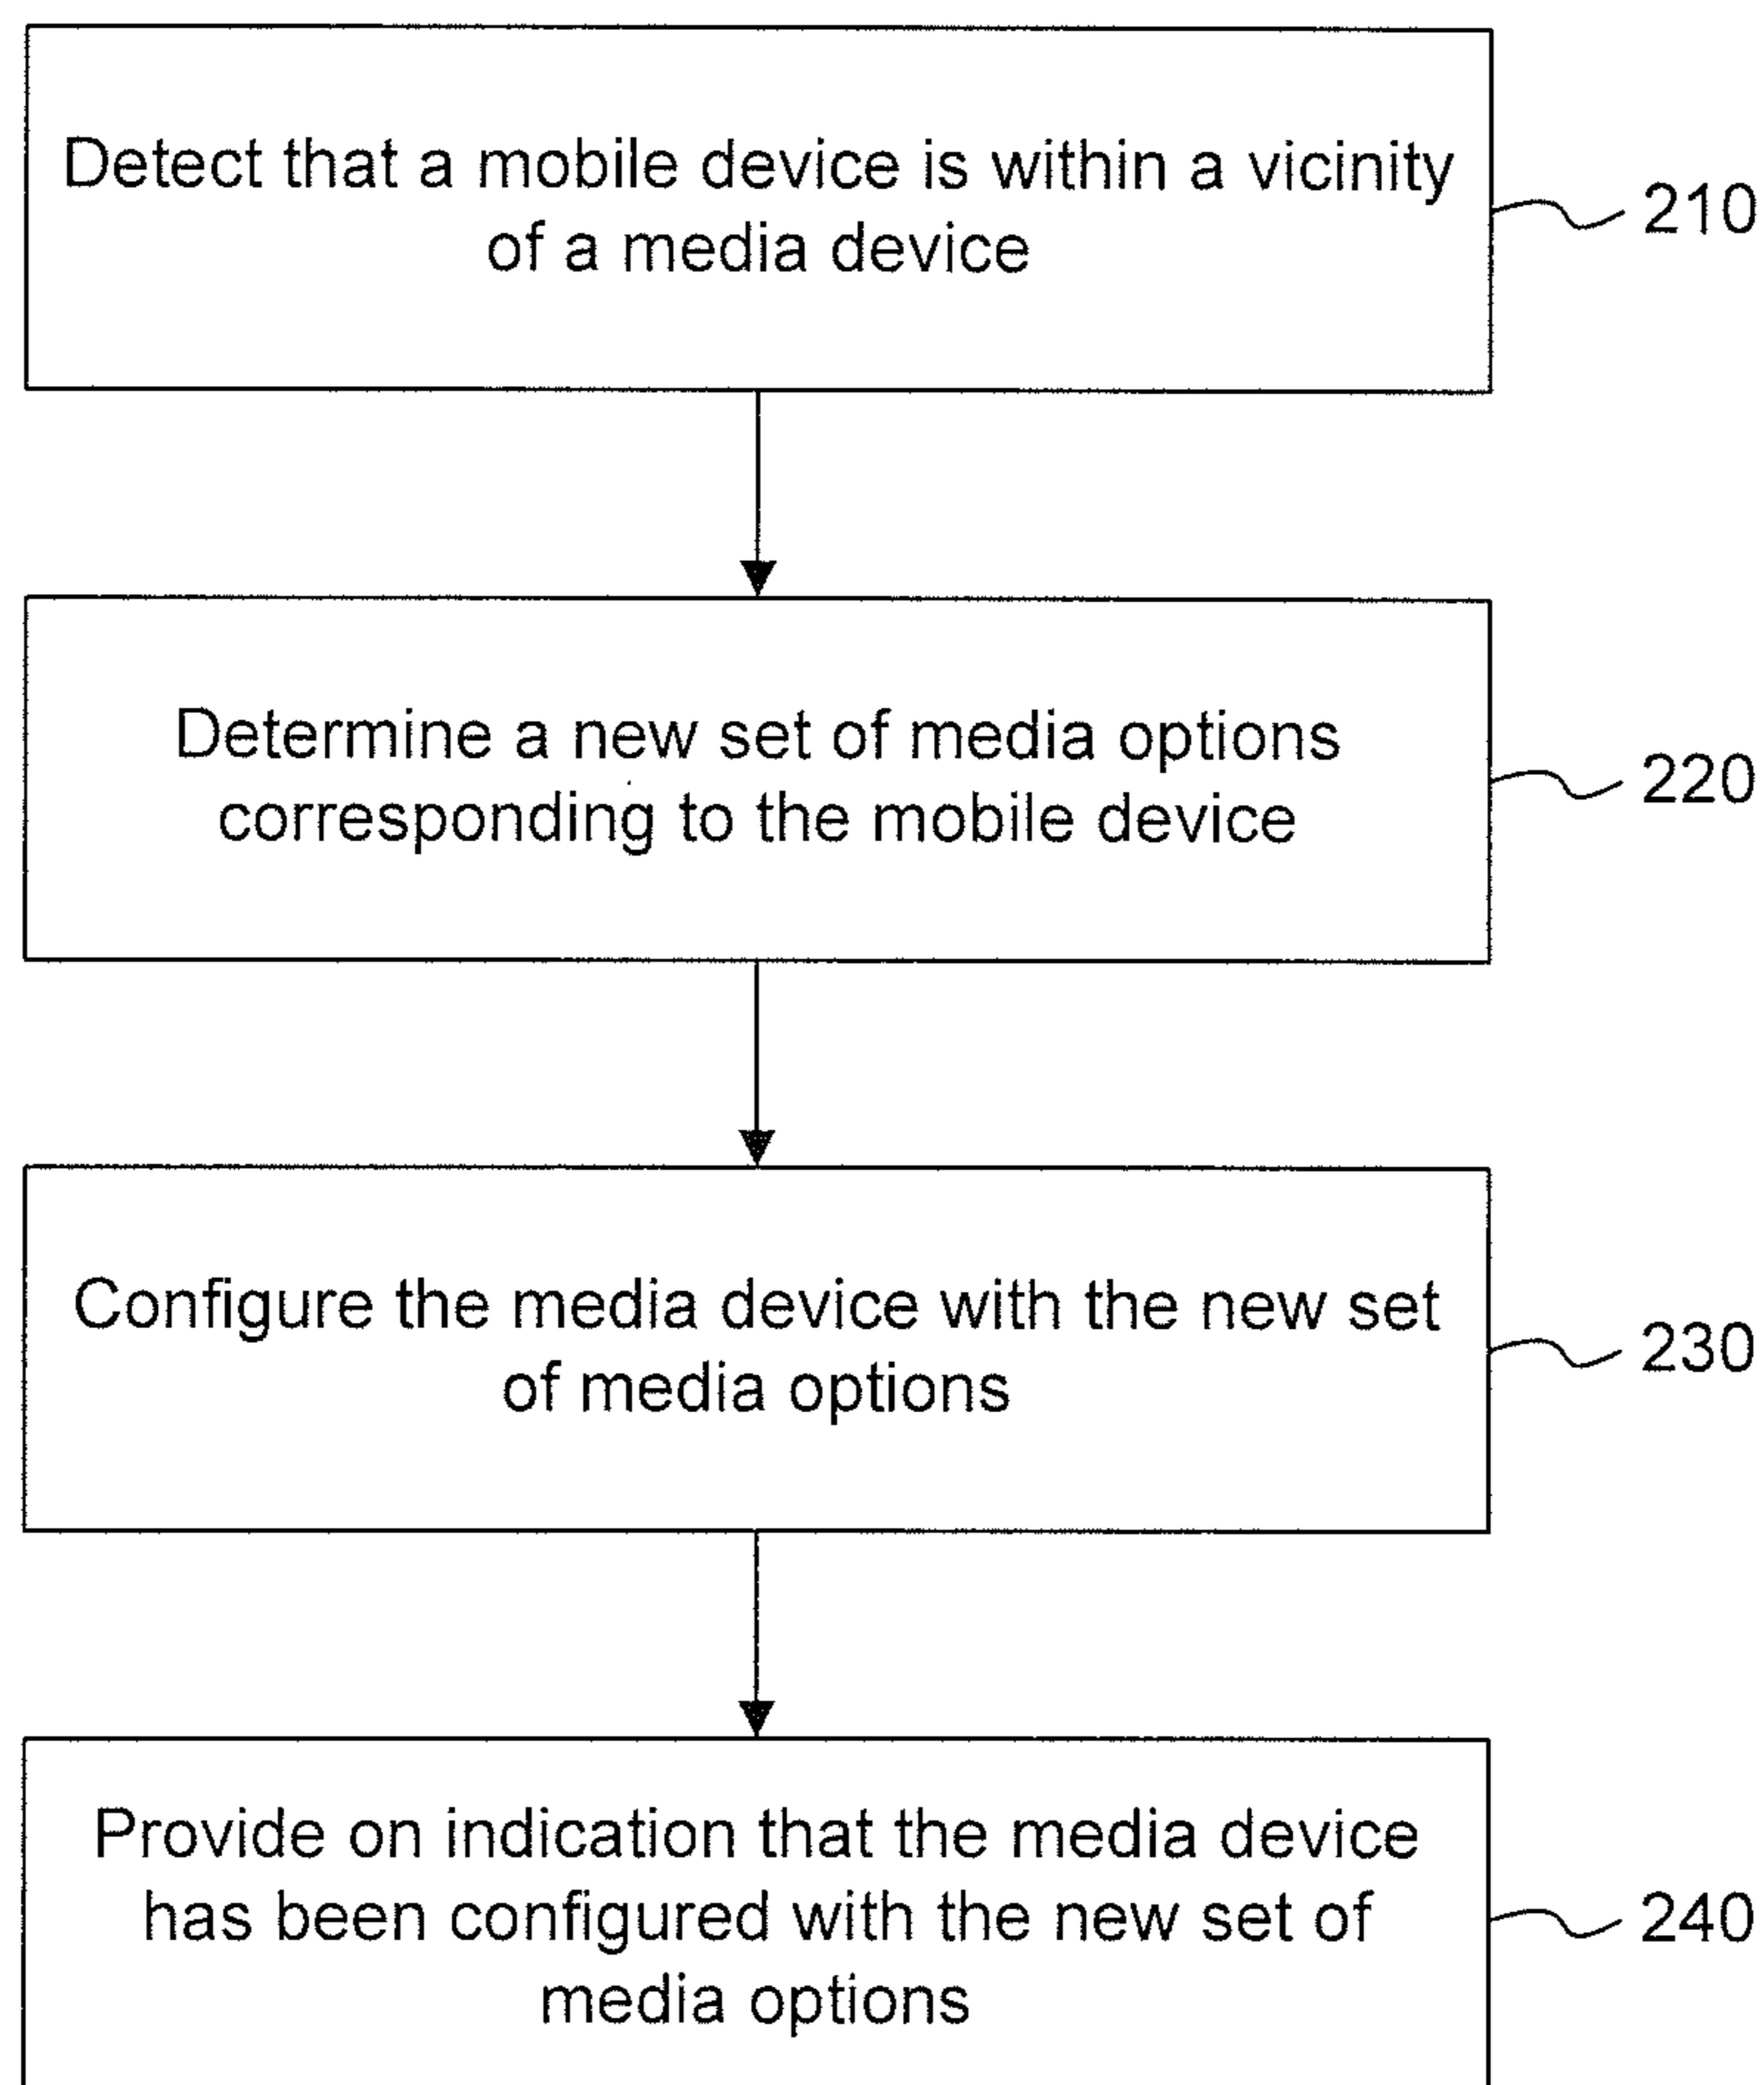 Detect that a mobile device is within a vicinity
of a media device
210
Determine a new set of media options
corresponding to the mobile device
220
Configure the media device with the new set
of media options
230
Provide on indication that the media device
has been configured with the new set of
media options
240